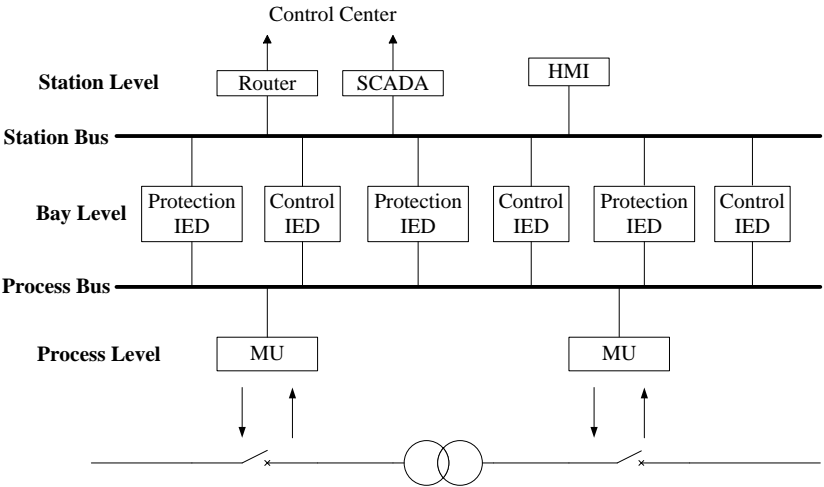 Control Center
Station Level
Router
SCADA
HMI
Station Bus
Bay Level
Protection
IED
Control
IED
Protection
IED
Control
IED
Protection
IED
Control
IED
Process Bus
Process Level
MU
MU